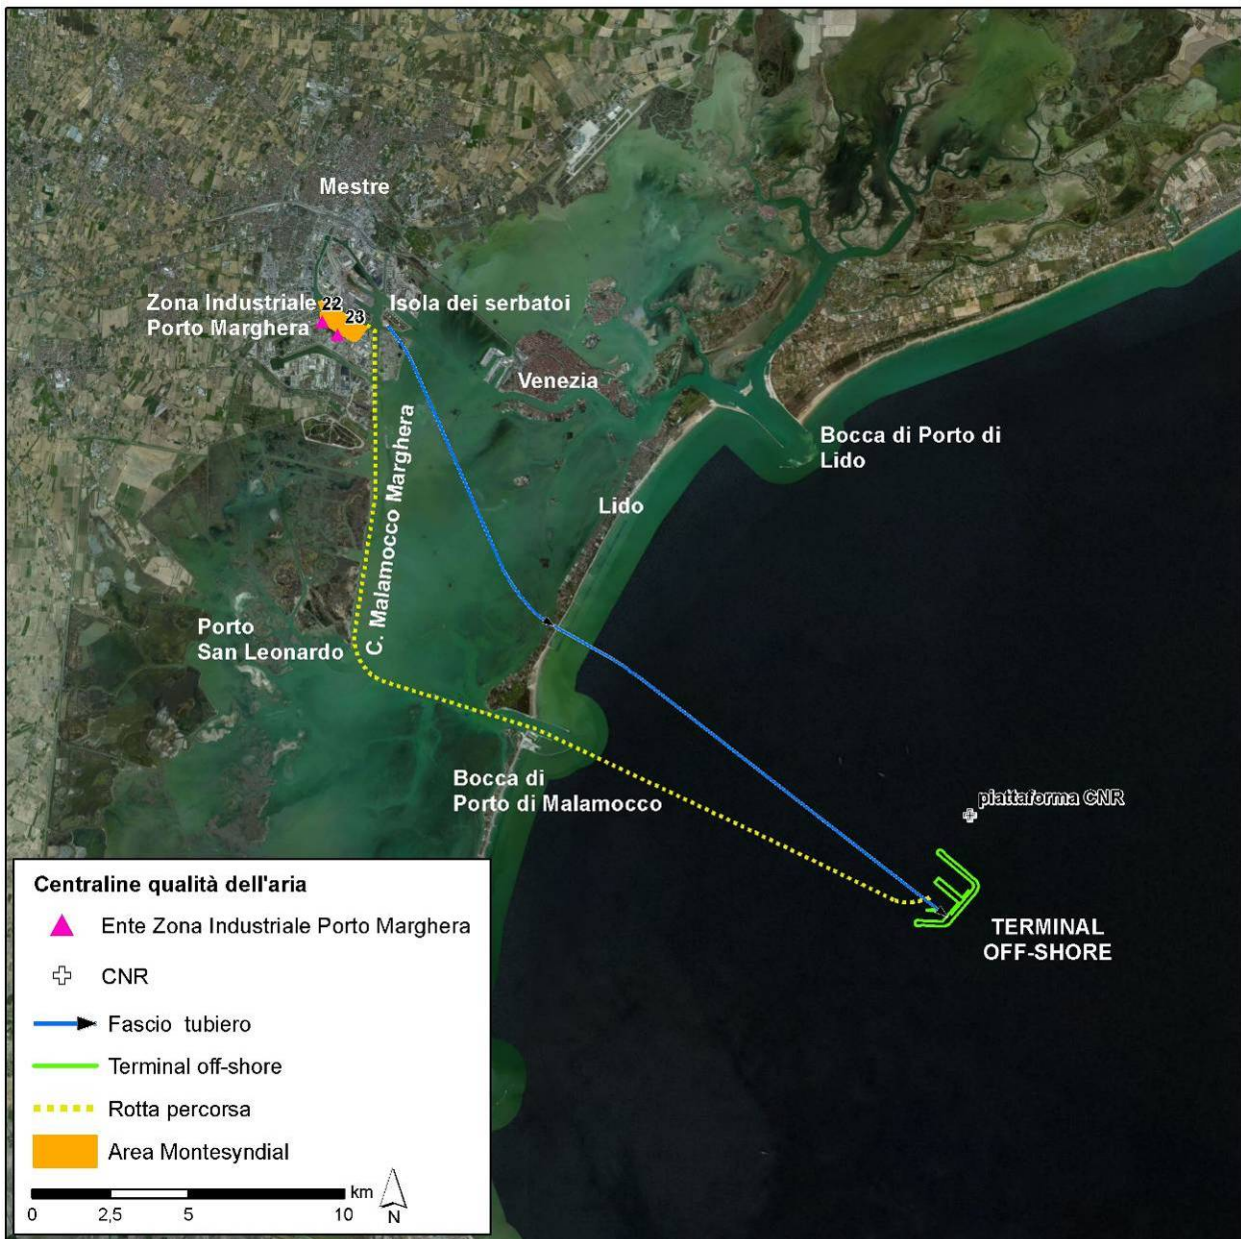 Mestre
Zona Industriale
Porto Marghera
22
23
Isola dei serbatoi
Venezia
Bocca di Porto di
Lido
Lido
C. Malamocco Marghera
Porto
San Leonardo
Bocca di
Porto di Malamocco
piattaforma CNR
TERMINAL
OFF-SHORE
Centraline qualità dell'aria
Ente Zona Industriale Porto Marghera
CNR
Fascio tubiero
Terminal off-shore
Rotta percorsa
Area Montesyndial
km
0 2,5 5 10
N